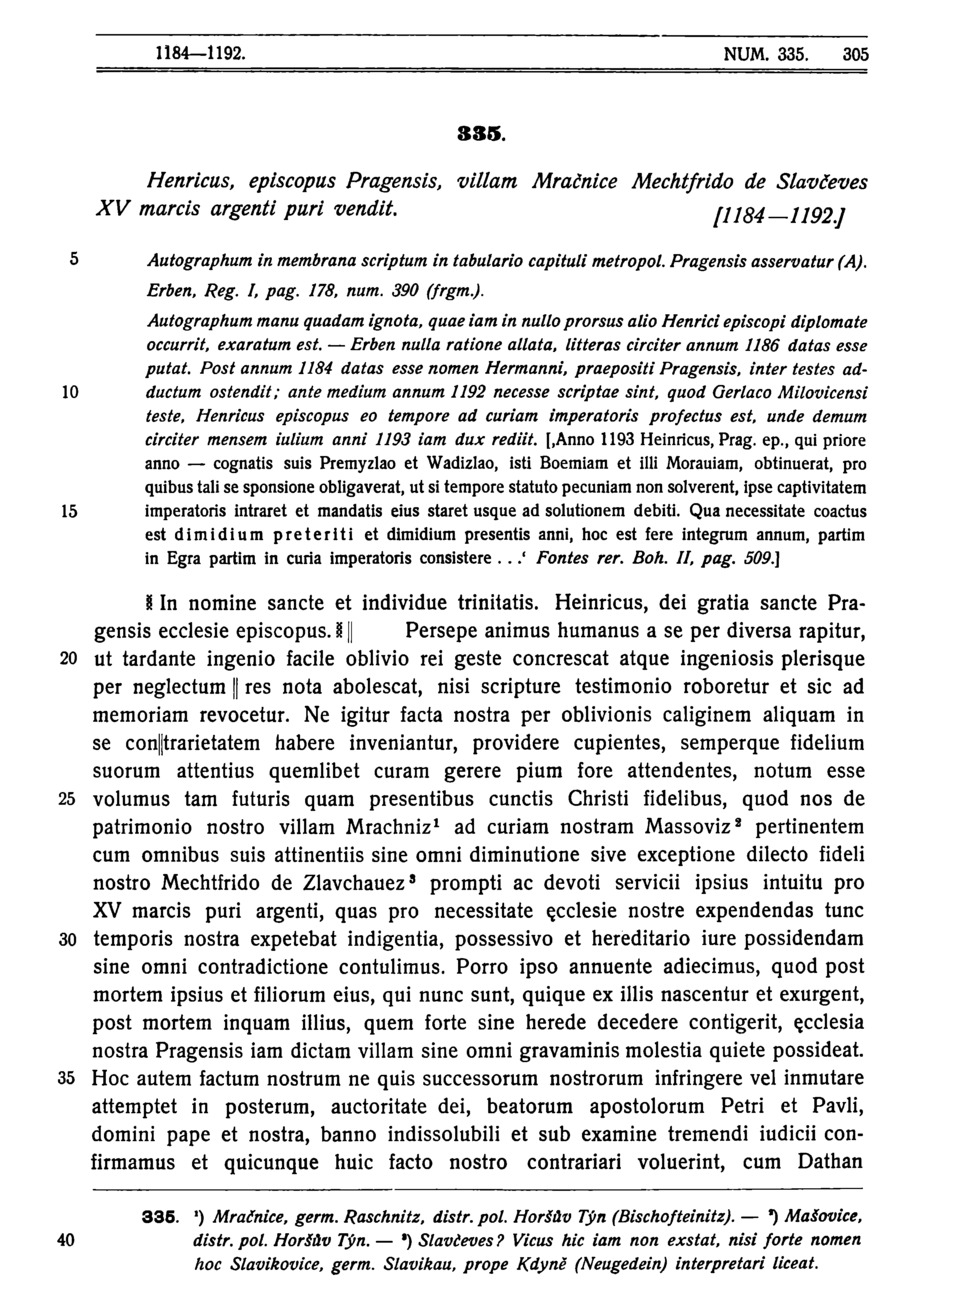 1184—1192. NUM. 335. 305
335.
Henricus, episcopus Pragensis, villam Mračnice Mechtfrido de Slavčeves
XV marcis argenti puri vendit. [1184—1192.]
5 Autographum in membrana scriptum in tabulario capituli metropol. Pragensis asservatur (A).
Erben, Reg. I, pag. 178, num. 390 (frgm.).
Autographum manu quadam ignota, quae iam in nullo prorsus alio Henrici episcopi diplomate
occurrit, exaratum est. — Erben nulla ratione allata, litteras circiter annum 1186 datas esse
putat. Post annum 1184 datas esse nomen Hermanni, praepositi Pragensis, inter testes ad-
10 ductum ostendit; ante medium annum 1192 necesse scriptae sint, quod Gerlaco Milovicensi
teste, Henricus episcopus eo tempore ad curiam imperatoris profectus est, unde demum
circiter mensem iulium anni 1193 iam dux rediit. [‚Anno 1193 Heinricus, Prag. ep., qui priore
anno — cognatis suis Premyzlao et Wadizlao, isti Boemiam et illi Morauiam, obtinuerat, pro
quibus tali se sponsione obligaverat, ut si tempore statuto pecuniam non solverent, ipse captivitatem
15 imperatoris intraret et mandatis eius staret usque ad solutionem debiti. Qua necessitate coactus
est dimidium preteriti et dimidium presentis anni, hoc est fere integrum annum, partim
in Egra partim in curia imperatoris consistere . . .‘ Fontes rer. Boh. II, pag. 509.]
※ In nomine sancte et individue trinitatis. Heinricus, dei gratia sancte Pra-
gensis ecclesie episcopus. ※ || Persepe animus humanus a se per diversa rapitur,
20 ut tardante ingenio facile oblivio rei geste concrescat atque ingeniosis plerisque
per neglectum || res nota abolescat, nisi scripture testimonio roboretur et sic ad
memoriam revocetur. Ne igitur facta nostra per oblivionis caliginem aliquam in
se con||trarietatem habere inveniantur, providere cupientes, semperque fidelium
suorum attentius quemlibet curam gerere pium fore attendentes, notum esse
25 volumus tam futuris quam presentibus cunctis Christi fidelibus, quod nos de
patrimonio nostro villam Mrachniz¹ ad curiam nostram Massoviz² pertinentem
cum omnibus suis attinentiis sine omni diminutione sive exceptione dilecto fideli
nostro Mechtfrido de Zlavchauez³ prompti ac devoti servicii ipsius intuitu pro
XV marcis puri argenti, quas pro necessitate ęcclesie nostre expendendas tunc
30 temporis nostra expetebat indigentia, possessivo et hereditario iure possidendam
sine omni contradictione contulimus. Porro ipso annuente adiecimus, quod post
mortem ipsius et filiorum eius, qui nunc sunt, quique ex illis nascentur et exurgent,
post mortem inquam illius, quem forte sine herede decedere contigerit, ęcclesia
nostra Pragensis iam dictam villam sine omni gravaminis molestia quiete possideat.
35 Hoc autem factum nostrum ne quis successorum nostrorum infringere vel inmutare
attemptet in posterum, auctoritate dei, beatorum apostolorum Petri et Pavli,
domini pape et nostra, banno indissolubili et sub examine tremendi iudicii con-
firmamus et quicunque huic facto nostro contrariari voluerint, cum Dathan
335. ¹) Mračnice, germ. Raschnitz, distr. pol. Horšův Týn (Bischofteinitz). — ²) Mašovice,
40 distr. pol. Horšův Týn. — ³) Slavčeves? Vicus hic iam non exstat, nisi forte nomen
hoc Slavikovice, germ. Slavikau, prope Kdyně (Neugedein) interpretari liceat.